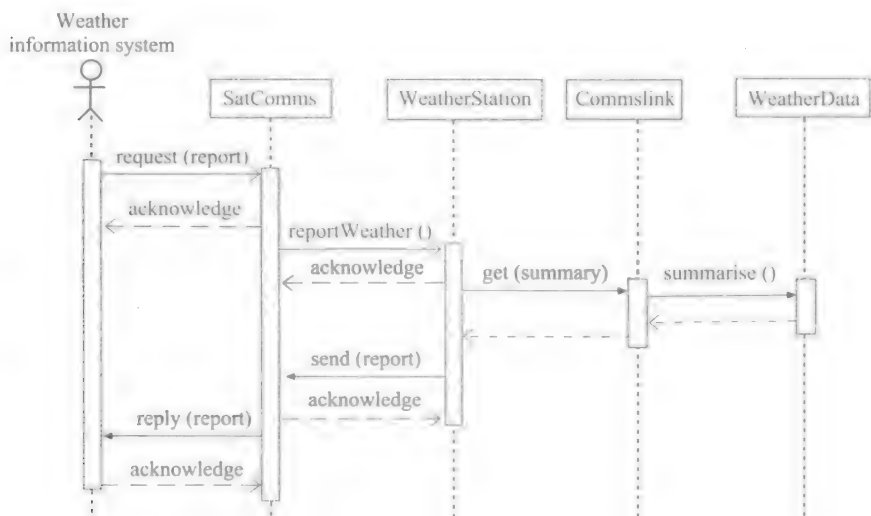 Weather
information system
SatComms
WeatherStation
Commslink
WeatherData
request (report)
acknowledge
reportWeather ()
acknowledge
get (summary)
summarise ()
send (report)
acknowledge
reply (report)
acknowledge